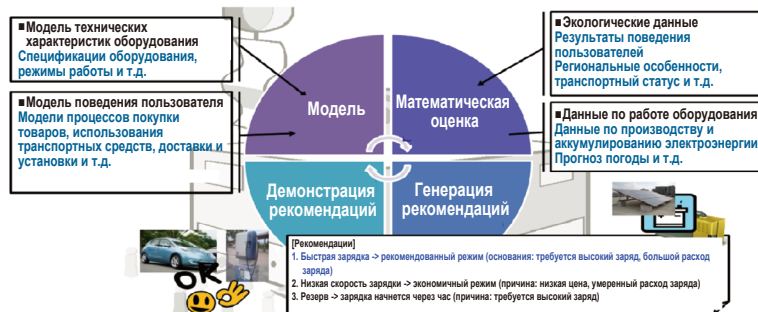 ■Модель технических
характеристик оборудования
Спецификации оборудования,
режимы работы и т.д.
■Модель поведения пользователя
Модели процессов покупки
товаров, использования
транспортных средств, доставки и
установки и т.д.
Модель
Математическая
оценка
■Экологические данные
Результаты поведения
пользователей
Региональные особенности,
транспортный статус и т.д.
■Данные по работе оборудования
Данные по производству и
аккумулированию электроэнергии
Прогноз погоды и т.д.
Демонстрация
рекомендаций
Генерация
рекомендаций
[Рекомендации]
1. Быстрая зарядка -> рекомендованный режим (основания: требуется высокий заряд, большой расход
заряда)
2. Низкая скорость зарядки -> экономичный режим (причина: низкая цена, умеренный расход заряда)
3. Резерв -> зарядка начнется через час (причина: требуется высокий заряд)
OK